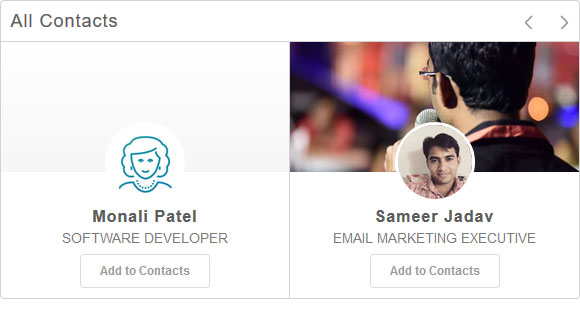 All Contacts
Monali Patel
SOFTWARE DEVELOPER
Add to Contacts
Sameer Jadav
EMAIL MARKETING EXECUTIVE
Add to Contacts